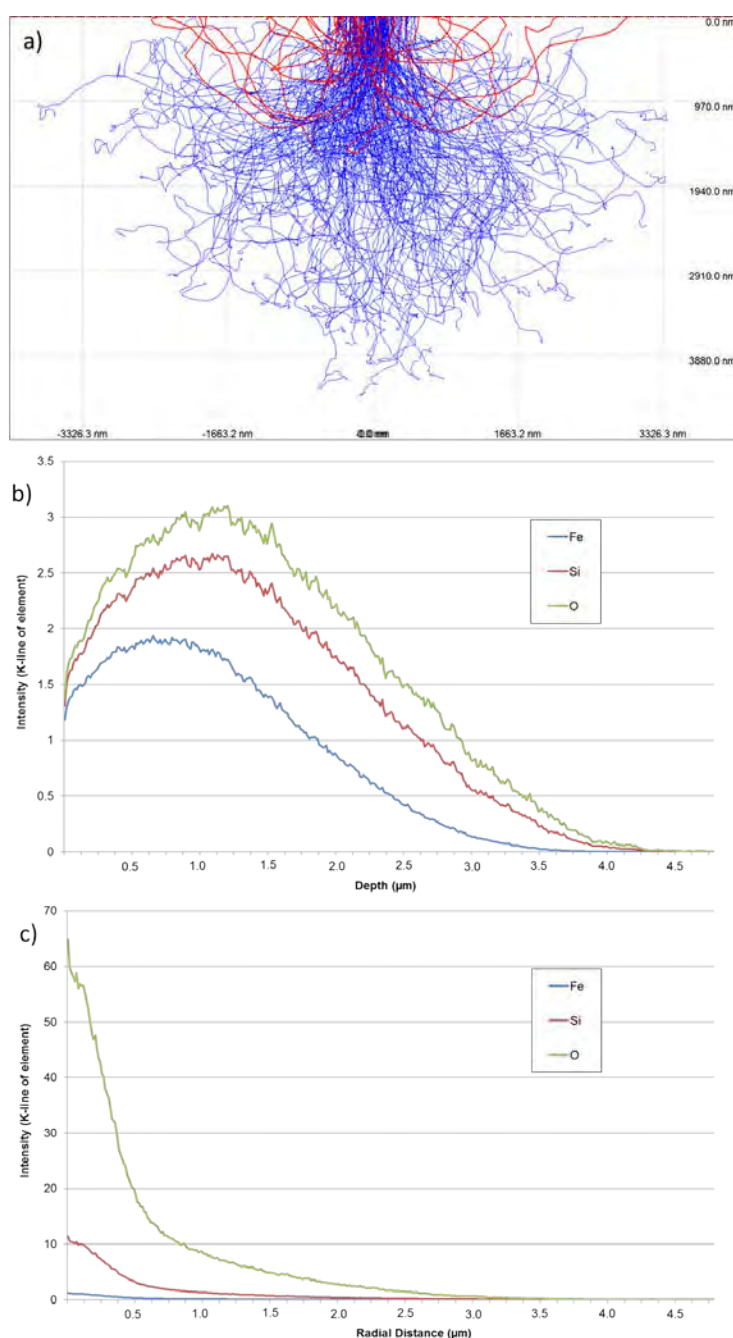 a)
0.0 nm
970.0 nm
1940.0 nm
2910.0 nm
3880.0 nm
-3326.3 nm
-1663.2 nm
1663.2 nm
3326.3 nm
b)
3.5
3
2.5
2
1.5
1
0.5
0
Intensity (K-line of element)
Fe
Si
O
0.5
1.0
1.5
2.0
2.5
3.0
3.5
4.0
4.5
Depth (µm)
c)
70
60
50
40
30
20
10
0
Intensity (K-line of element)
Fe
Si
O
0.5
1.0
1.5
2.0
2.5
3.0
3.5
4.0
4.5
Radial Distance (µm)